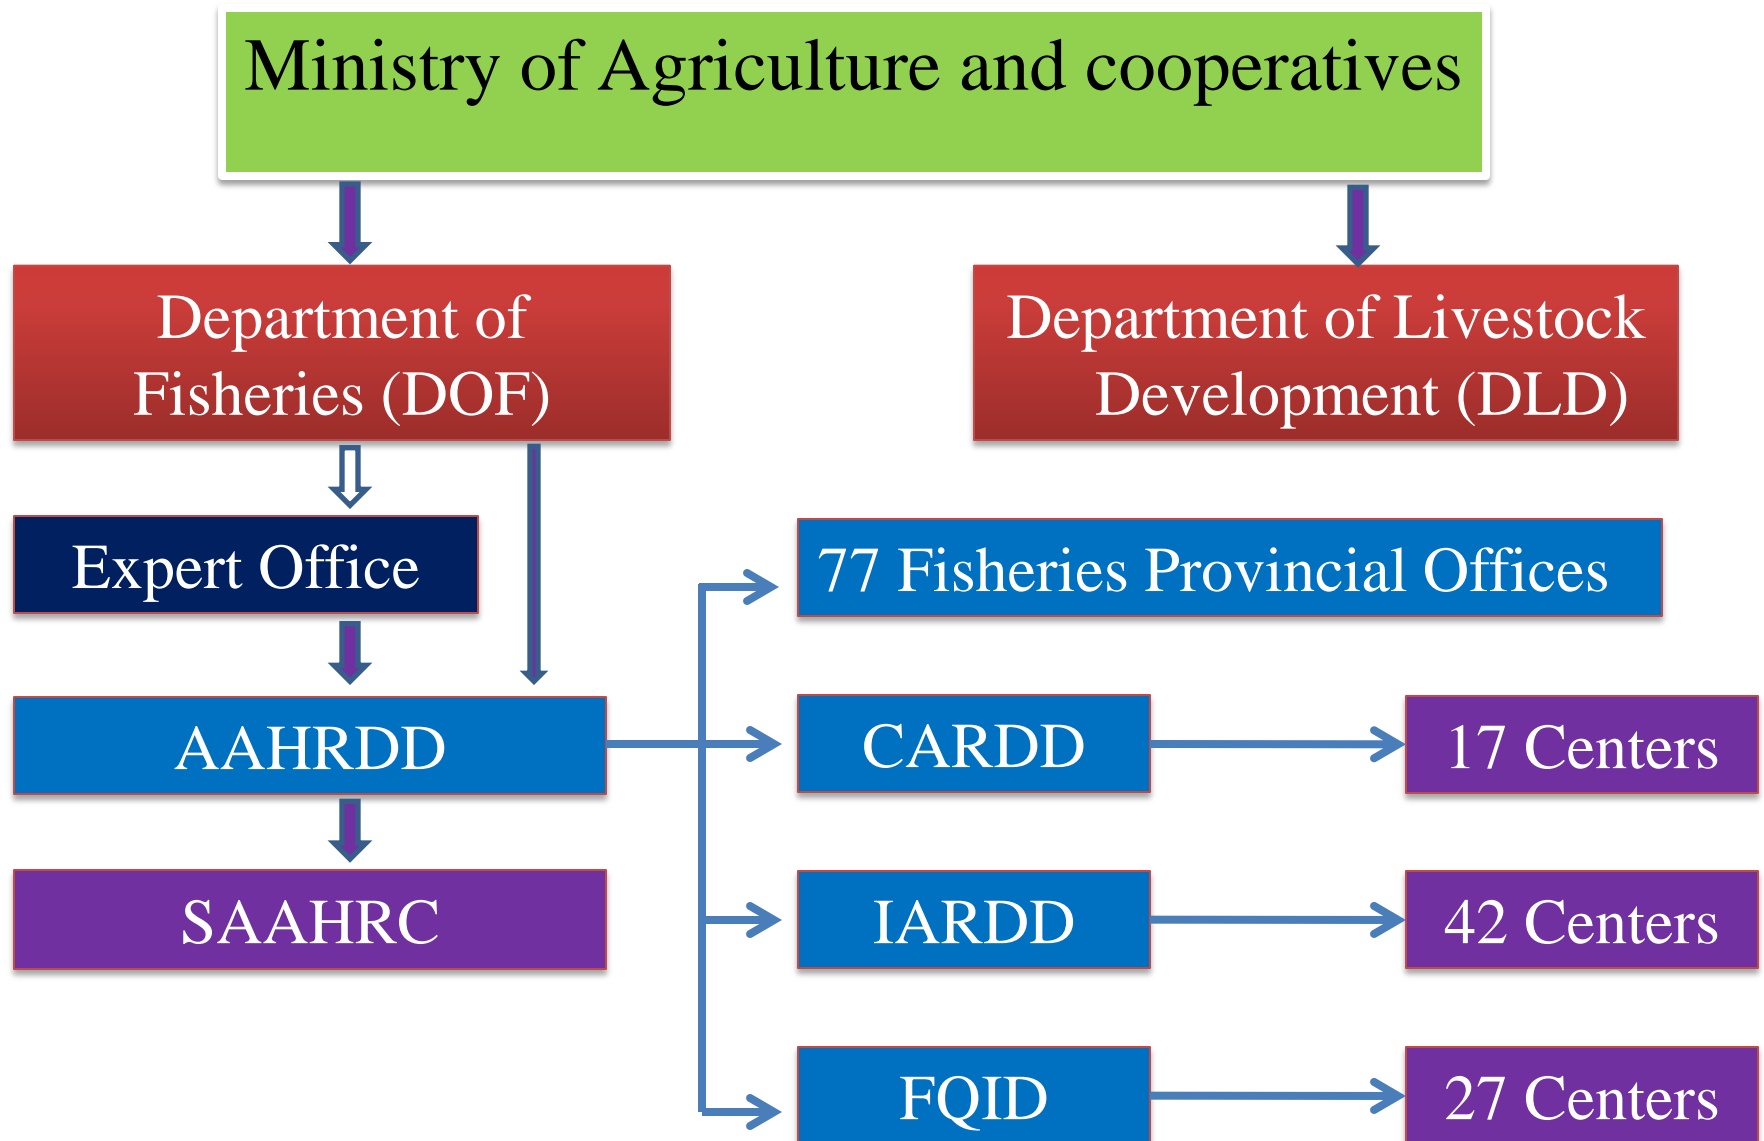 Ministry of Agriculture and cooperatives
Department of
Fisheries (DOF)
Department of Livestock
Development (DLD)
Expert Office
77 Fisheries Provincial Offices
AAHRDD
CARDD
17 Centers
SAAHRC
IARDD
42 Centers
FQID
27 Centers